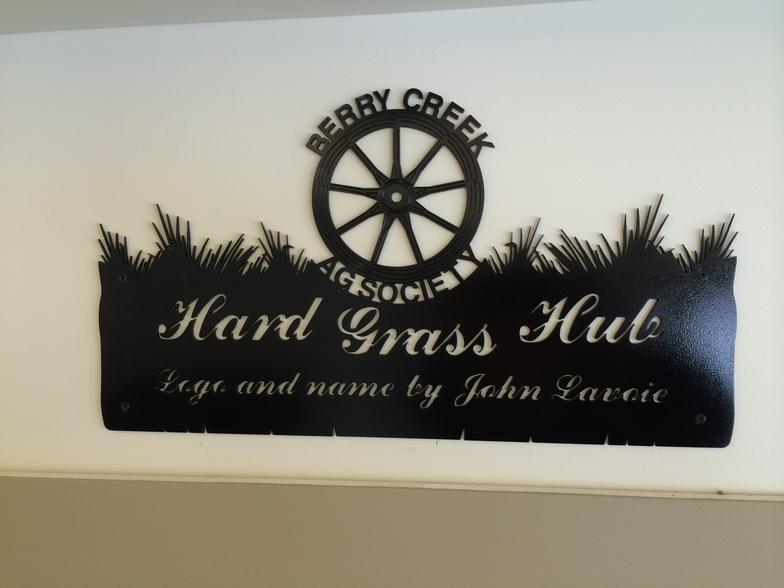 BERRY CREEK
AG SOCIETY
Hard Grass Hub
Logo and name by John Lavoie